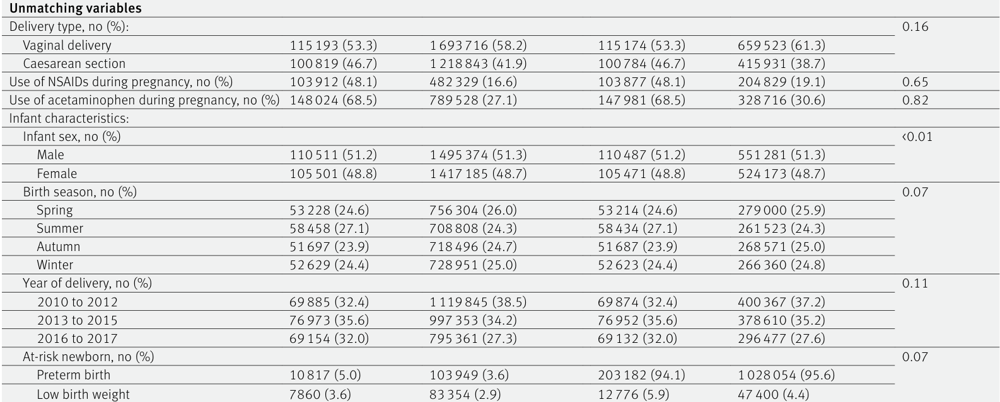 Unmatching variables
Delivery type, no (%): 0.16
Vaginal delivery 115 193 (53.3) 1 693 716 (58.2) 115 174 (53.3) 659 523 (61.3)
Caesarean section 100 819 (46.7) 1 218 843 (41.9) 100 784 (46.7) 415 931 (38.7)
Use of NSAIDs during pregnancy, no (%) 103 912 (48.1) 482 329 (16.6) 103 877 (48.1) 204 829 (19.1) 0.65
Use of acetaminophen during pregnancy, no (%) 148 024 (68.5) 789 528 (27.1) 147 981 (68.5) 328 716 (30.6) 0.82
Infant characteristics:
Infant sex, no (%) <0.01
Male 110 511 (51.2) 1 495 374 (51.3) 110 487 (51.2) 551 281 (51.3)
Female 105 501 (48.8) 1 417 185 (48.7) 105 471 (48.8) 524 173 (48.7)
Birth season, no (%) 0.07
Spring 53 228 (24.6) 756 304 (26.0) 53 214 (24.6) 279 000 (25.9)
Summer 58 458 (27.1) 708 808 (24.3) 58 434 (27.1) 261 523 (24.3)
Autumn 51 697 (23.9) 718 496 (24.7) 51 687 (23.9) 268 571 (25.0)
Winter 52 629 (24.4) 728 951 (25.0) 52 623 (24.4) 266 360 (24.8)
Year of delivery, no (%) 0.11
2010 to 2012 69 885 (32.4) 1 119 845 (38.5) 69 874 (32.4) 400 367 (37.2)
2013 to 2015 76 973 (35.6) 997 353 (34.2) 76 952 (35.6) 378 610 (35.2)
2016 to 2017 69 154 (32.0) 795 361 (27.3) 69 132 (32.0) 296 477 (27.6)
At-risk newborn, no (%) 0.07
Preterm birth 10 817 (5.0) 103 949 (3.6) 203 182 (94.1) 1 028 054 (95.6)
Low birth weight 7860 (3.6) 83 354 (2.9) 12 776 (5.9) 47 400 (4.4)